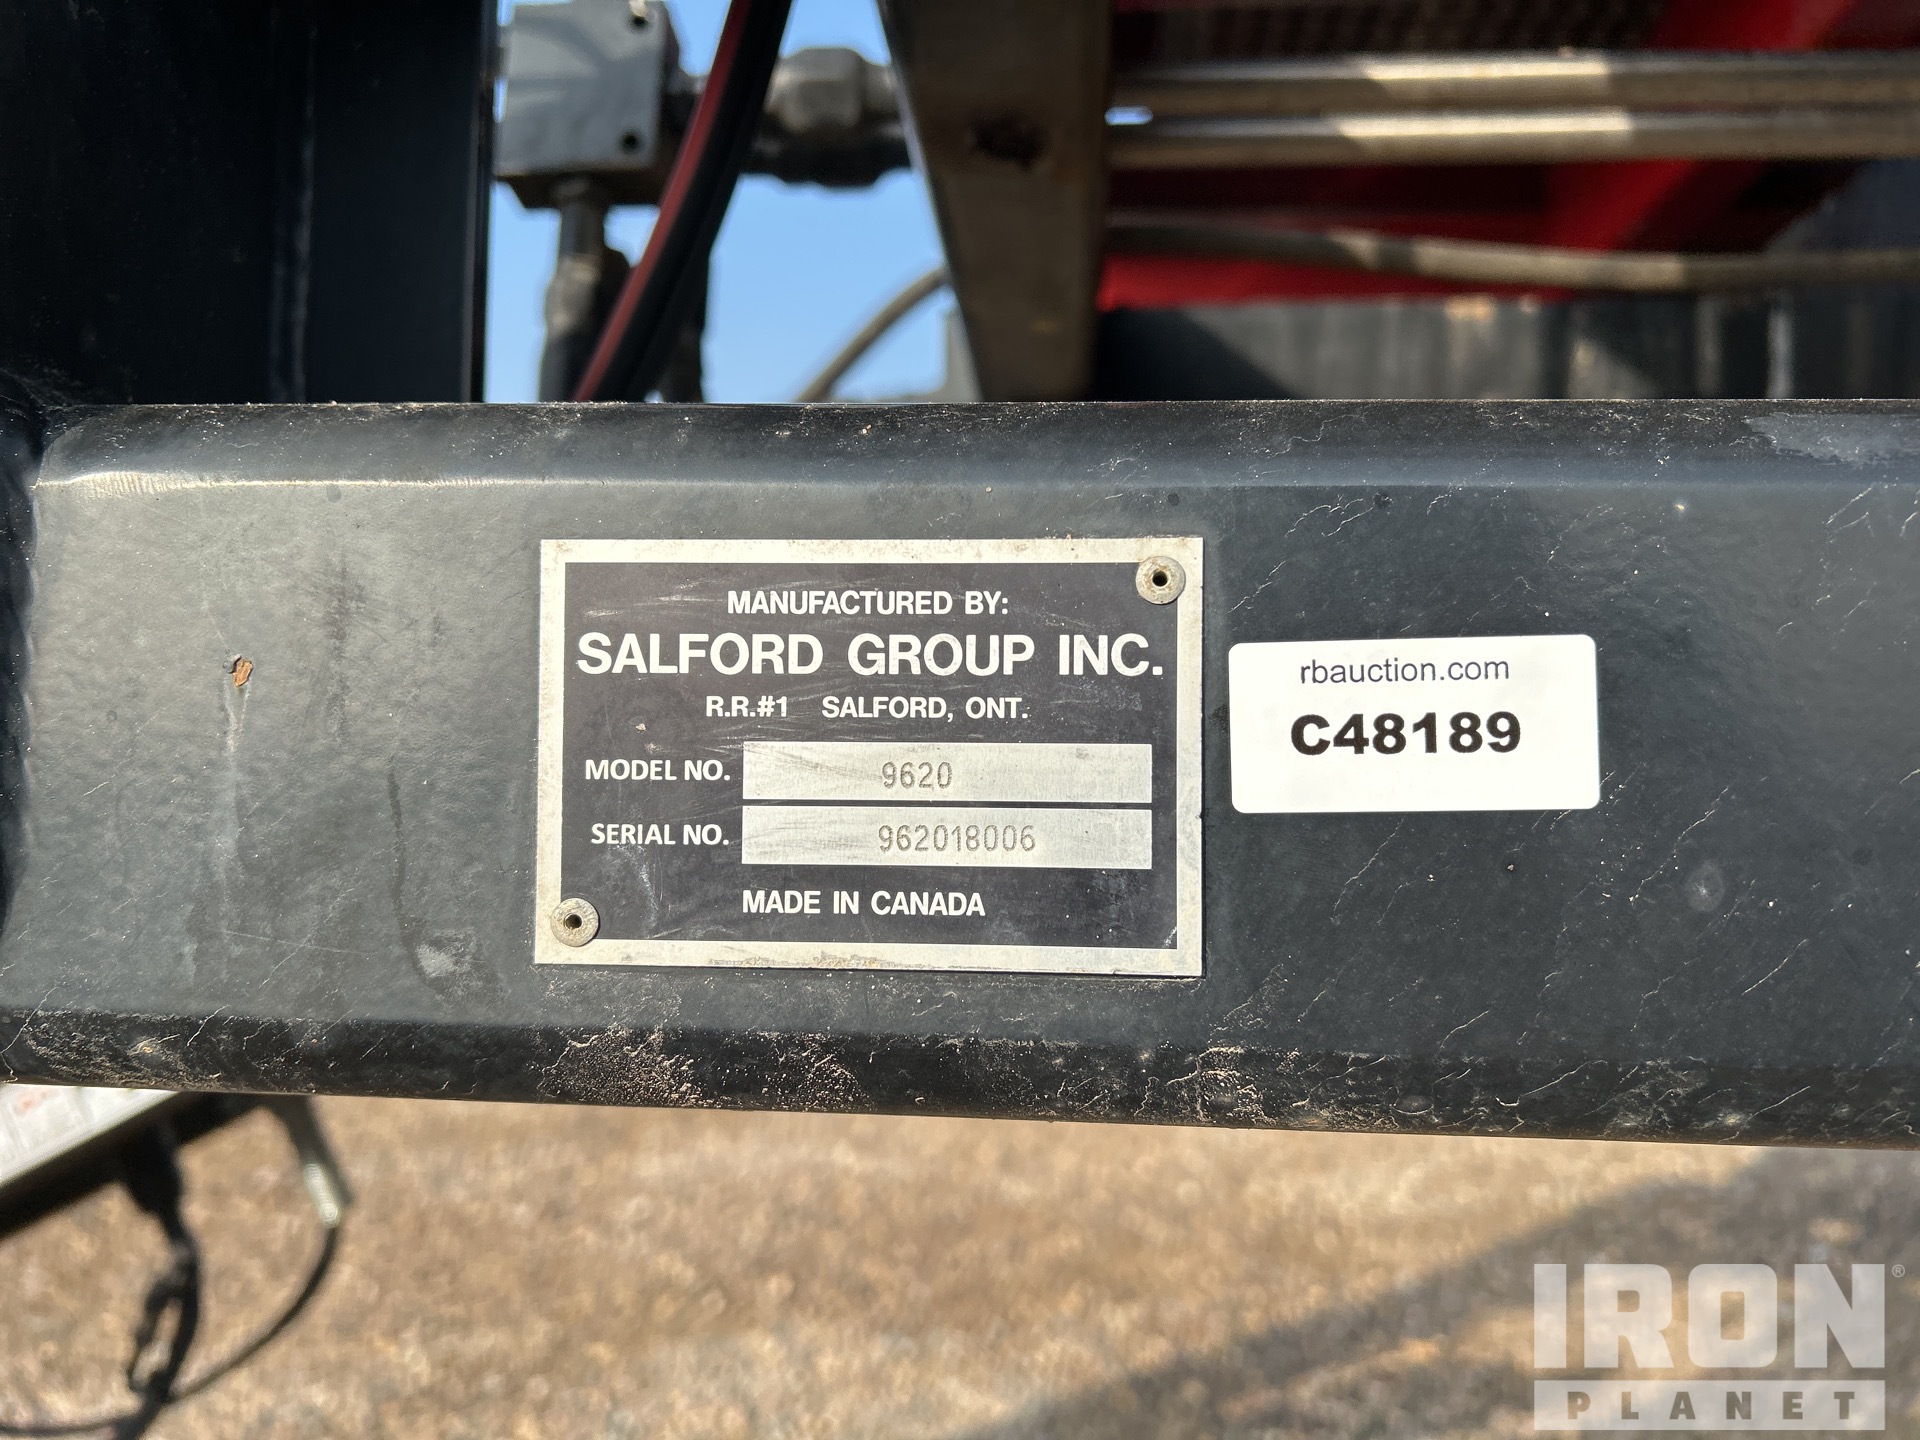 MANUFACTURED BY:
SALFORD GROUP INC.
R.R.#1 SALFORD, ONT.
MODEL NO. 9620
SERIAL NO. 962018006
MADE IN CANADA
rbauction.com
C48189
IRON®
PLANET